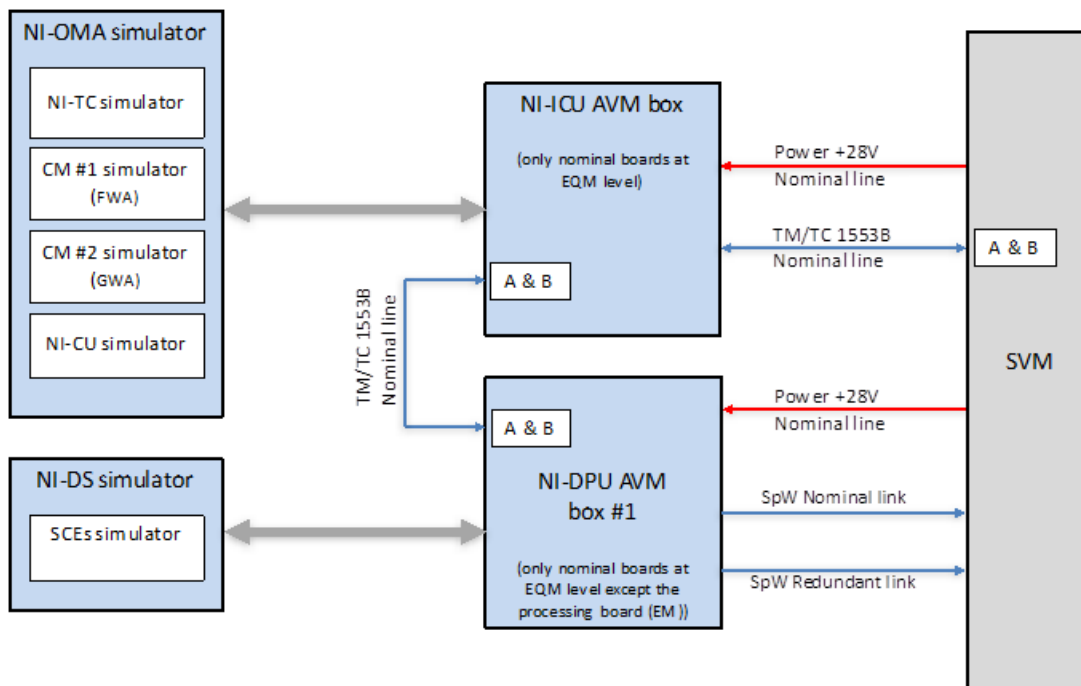 NI-OMA simulator
NI-TC simulator
CM #1 simulator
(FWA)
CM #2 simulator
(GWA)
NI-CU simulator
NI-DS simulator
SCEs simulator
TM/TC 1553B
Nominal line
NI-ICU AVM box
(only nominal boards at
EQM level)
A & B
A & B
NI-DPU AVM
box #1
(only nominal boards at
EQM level except the
processing board (EM))
Power +28V
Nominal line
TM/TC 1553B
Nominal line
Power +28V
Nominal line
SpW Nominal link
SpW Redundant link
A & B
SVM